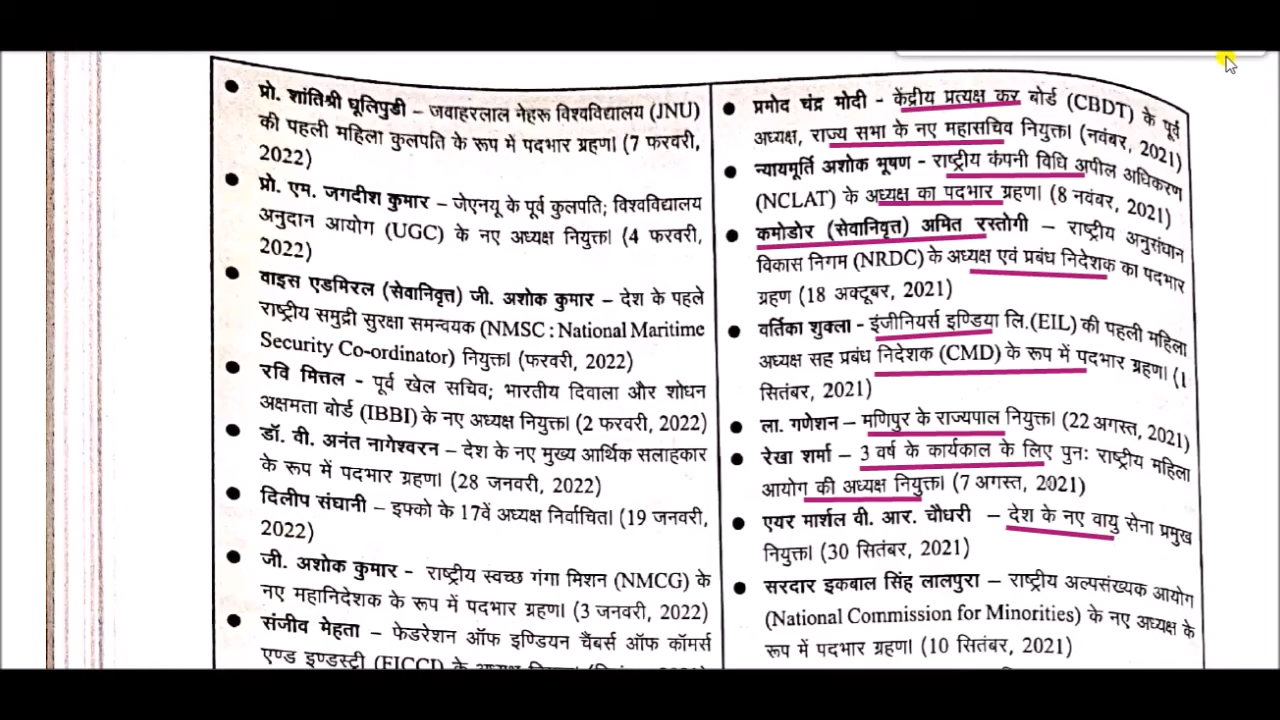 प्रो. शांतिश्री धूलिपुडी – जवाहरलाल नेहरू विश्वविद्यालय (JNU)
की पहली महिला कुलपति के रूप में पदभार ग्रहण। (7 फरवरी,
2022)
प्रो. एम. जगदीश कुमार – जेएनयू के पूर्व कुलपति; विश्वविद्यालय
अनुदान आयोग (UGC) के नए अध्यक्ष नियुक्त। (4 फरवरी,
2022)
वाइस एडमिरल (सेवानिवृत्त) जी. अशोक कुमार – देश के पहले
राष्ट्रीय समुद्री सुरक्षा समन्वयक (NMSC : National Maritime
Security Co-ordinator) नियुक्त। (फरवरी, 2022)
रवि मित्तल - पूर्व खेल सचिव; भारतीय दिवाला और शोधन
अक्षमता बोर्ड (IBBI) के नए अध्यक्ष नियुक्त। (2 फरवरी, 2022)
डॉ. वी. अनंत नागेश्वरन – देश के नए मुख्य आर्थिक सलाहकार
के रूप में पदभार ग्रहण। (28 जनवरी, 2022)
दिलीप संघानी – इफ्को के 17वें अध्यक्ष निर्वाचित। (19 जनवरी,
2022)
जी. अशोक कुमार - राष्ट्रीय स्वच्छ गंगा मिशन (NMCG) के
नए महानिदेशक के रूप में पदभार ग्रहण। (3 जनवरी, 2022)
संजीव मेहता – फेडरेशन ऑफ इण्डियन चैंबर्स ऑफ कॉमर्स
एण्ड इण्डस्ट्री (FICCI) के अध्यक्ष
प्रमोद चंद्र मोदी - केंद्रीय प्रत्यक्ष कर बोर्ड (CBDT) के पूर्व
अध्यक्ष, राज्य सभा के नए महासचिव नियुक्त। (नवंबर, 2021)
न्यायमूर्ति अशोक भूषण - राष्ट्रीय कंपनी विधि अपील अधिकरण
(NCLAT) के अध्यक्ष का पदभार ग्रहण। (8 नवंबर, 2021)
कमोडोर (सेवानिवृत्त) अमित रस्तोगी – राष्ट्रीय अनुसंधान
विकास निगम (NRDC) के अध्यक्ष एवं प्रबंध निदेशक का पदभार
ग्रहण (18 अक्टूबर, 2021)
वर्तिका शुक्ला - इंजीनियर्स इण्डिया लि.(EIL) की पहली महिला
अध्यक्ष सह प्रबंध निदेशक (CMD) के रूप में पदभार ग्रहण। (1
सितंबर, 2021)
ला. गणेशन – मणिपुर के राज्यपाल नियुक्त। (22 अगस्त, 2021)
रेखा शर्मा – 3 वर्ष के कार्यकाल के लिए पुनः राष्ट्रीय महिला
आयोग की अध्यक्ष नियुक्त। (7 अगस्त, 2021)
एयर मार्शल वी. आर. चौधरी – देश के नए वायु सेना प्रमुख
नियुक्त। (30 सितंबर, 2021)
सरदार इकबाल सिंह लालपुरा – राष्ट्रीय अल्पसंख्यक आयोग
(National Commission for Minorities) के नए अध्यक्ष के
रूप में पदभार ग्रहण। (10 सितंबर, 2021)